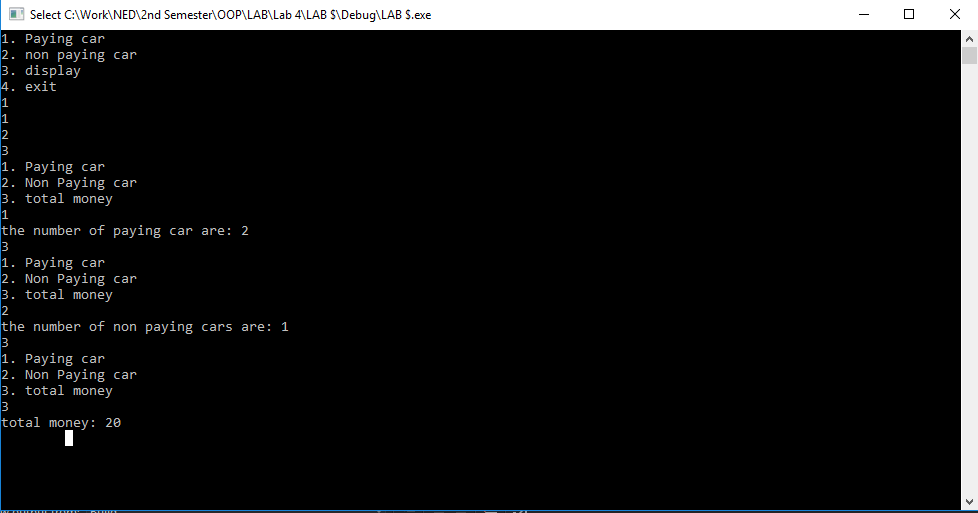 Select C:\Work\NED\2nd Semester\OOP\LAB\Lab 4\LAB $\Debug\LAB $.exe
1. Paying car
2. non paying car
3. display
4. exit
1
1
2
3
1. Paying car
2. Non Paying car
3. total money
1
the number of paying car are: 2
3
1. Paying car
2. Non Paying car
3. total money
2
the number of non paying cars are: 1
3
1. Paying car
2. Non Paying car
3. total money
3
total money: 20